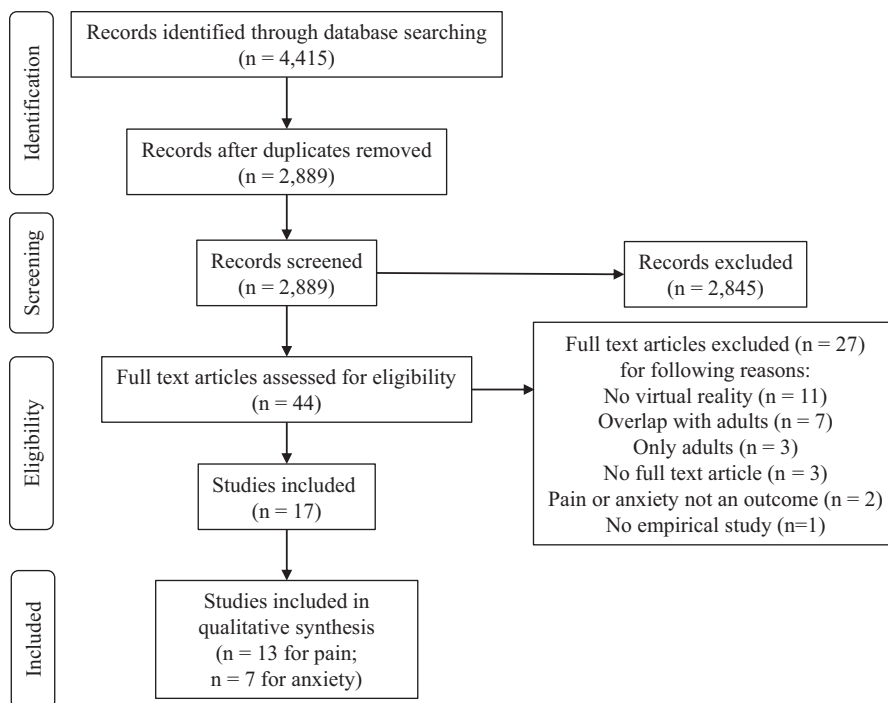 Identification
Records identified through database searching
(n = 4,415)
Records after duplicates removed
(n = 2,889)
Screening
Records screened
(n = 2,889)
Records excluded
(n = 2,845)
Eligibility
Full text articles assessed for eligibility
(n = 44)
Full text articles excluded (n = 27)
for following reasons:
No virtual reality (n = 11)
Overlap with adults (n = 7)
Only adults (n = 3)
No full text article (n = 3)
Pain or anxiety not an outcome (n = 2)
No empirical study (n=1)
Studies included
(n = 17)
Included
Studies included in
qualitative synthesis
(n = 13 for pain;
n = 7 for anxiety)